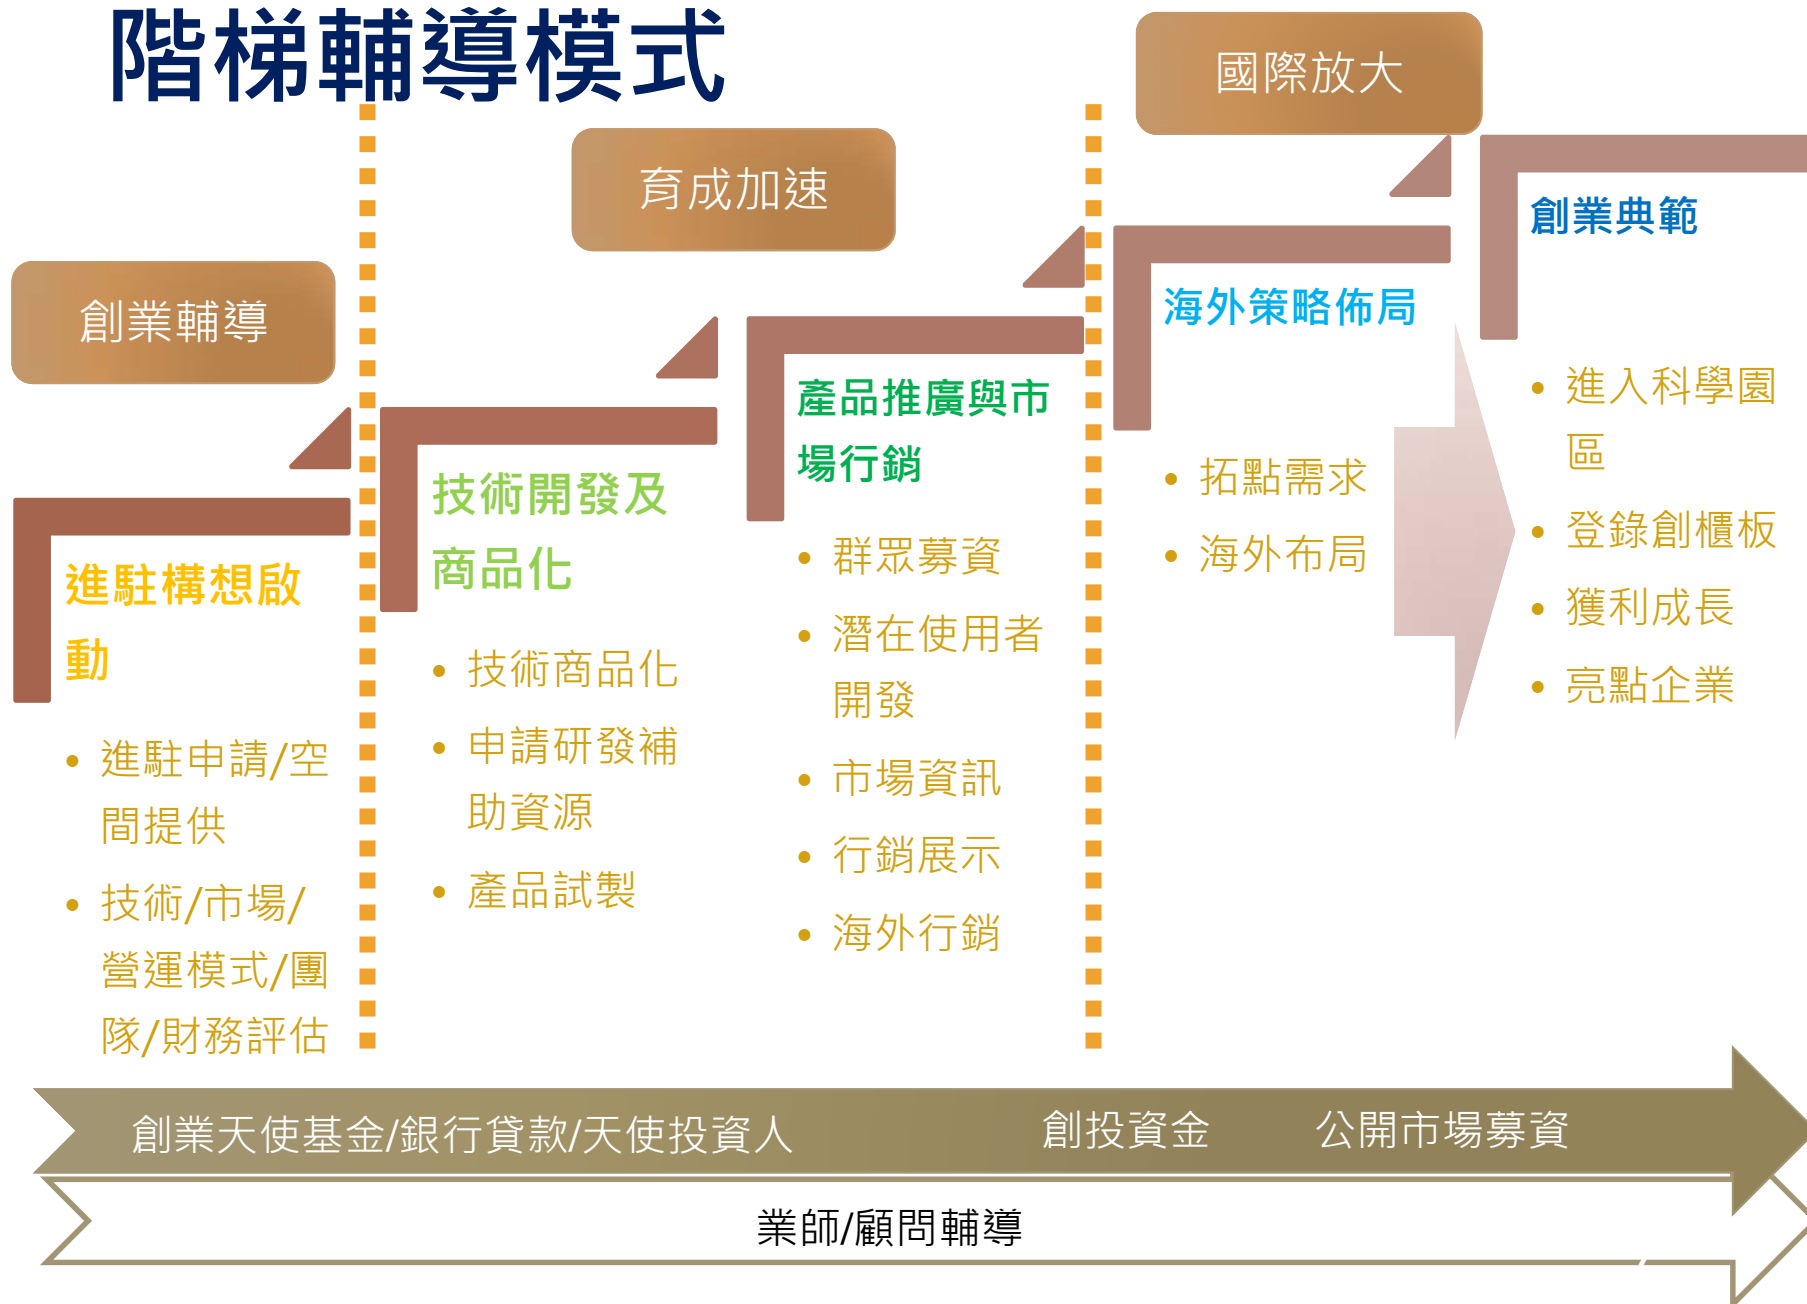 階梯輔導模式
國際放大
育成加速
創業輔導
進駐構想啟
動
• 進駐申請/空
間提供
• 技術/市場/
營運模式/團
隊/財務評估
技術開發及
商品化
• 技術商品化
• 申請研發補
助資源
• 產品試製
產品推廣與市
場行銷
• 群眾募資
• 潛在使用者
開發
• 市場資訊
• 行銷展示
• 海外行銷
海外策略佈局
• 拓點需求
• 海外布局
創業典範
• 進入科學園
區
• 登錄創櫃板
• 獲利成長
• 亮點企業
創業天使基金/銀行貸款/天使投資人
創投資金
公開市場募資
業師/顧問輔導